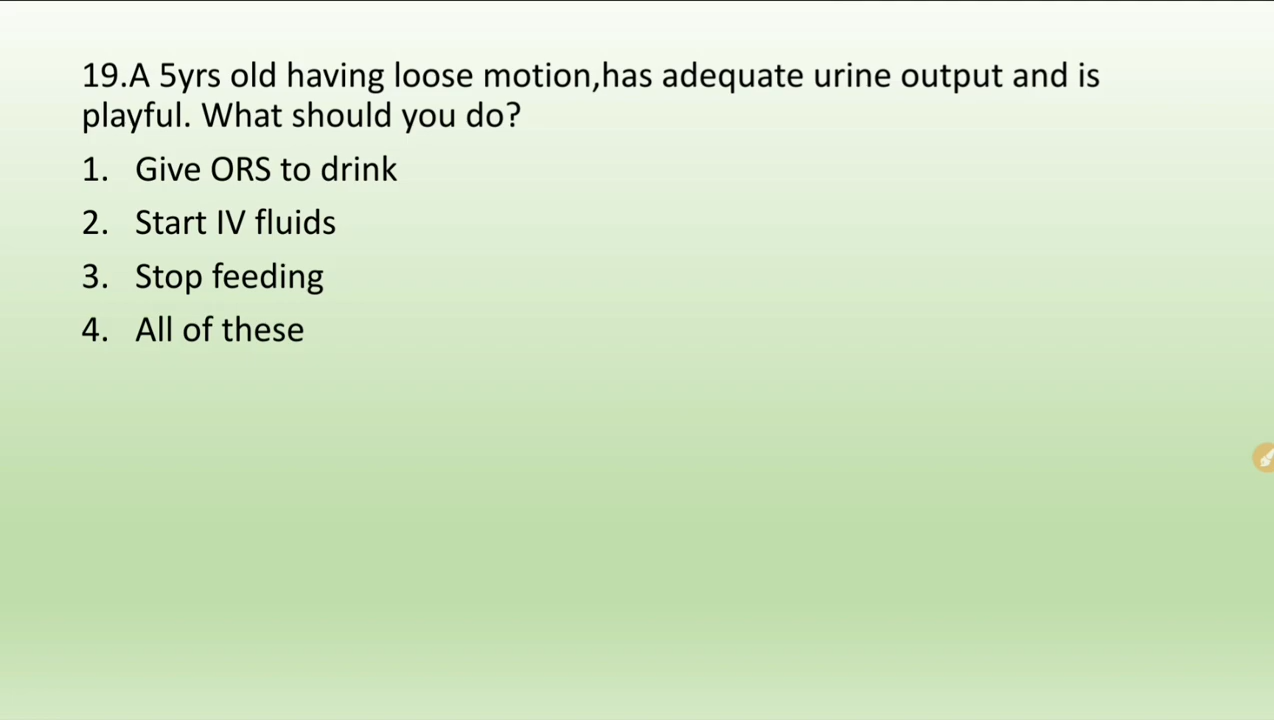 19.A 5yrs old having loose motion,has adequate urine output and is
playful. What should you do?
1. Give ORS to drink
2. Start IV fluids
3. Stop feeding
4. All of these